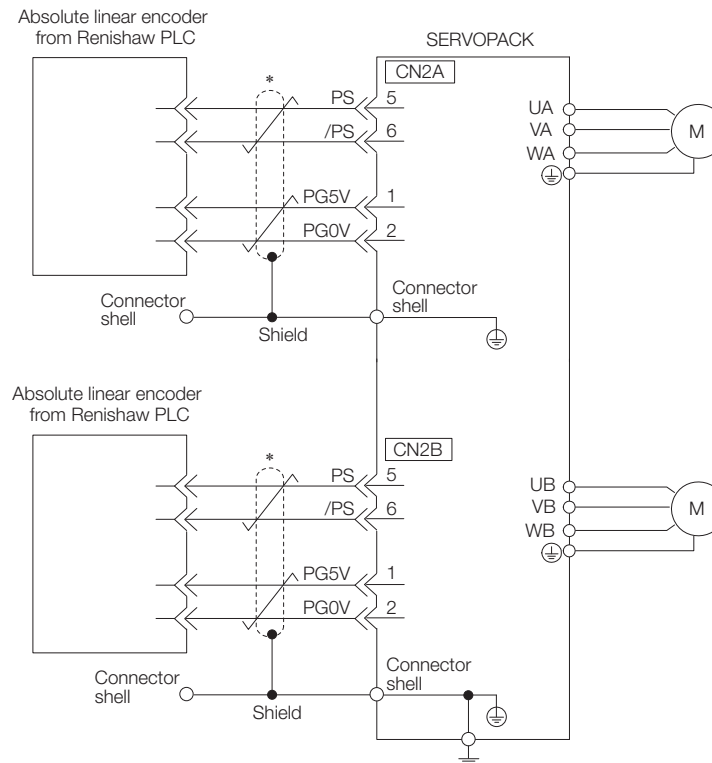 Absolute linear encoder
from Renishaw PLC
SERVOPACK
CN2A
*
PS
5
/PS
6
PG5V
1
PG0V
2
UA
VA
WA
M
Connector
shell
Shield
Connector
shell
Absolute linear encoder
from Renishaw PLC
CN2B
*
PS
5
/PS
6
PG5V
1
PG0V
2
UB
VB
WB
M
Connector
shell
Shield
Connector
shell